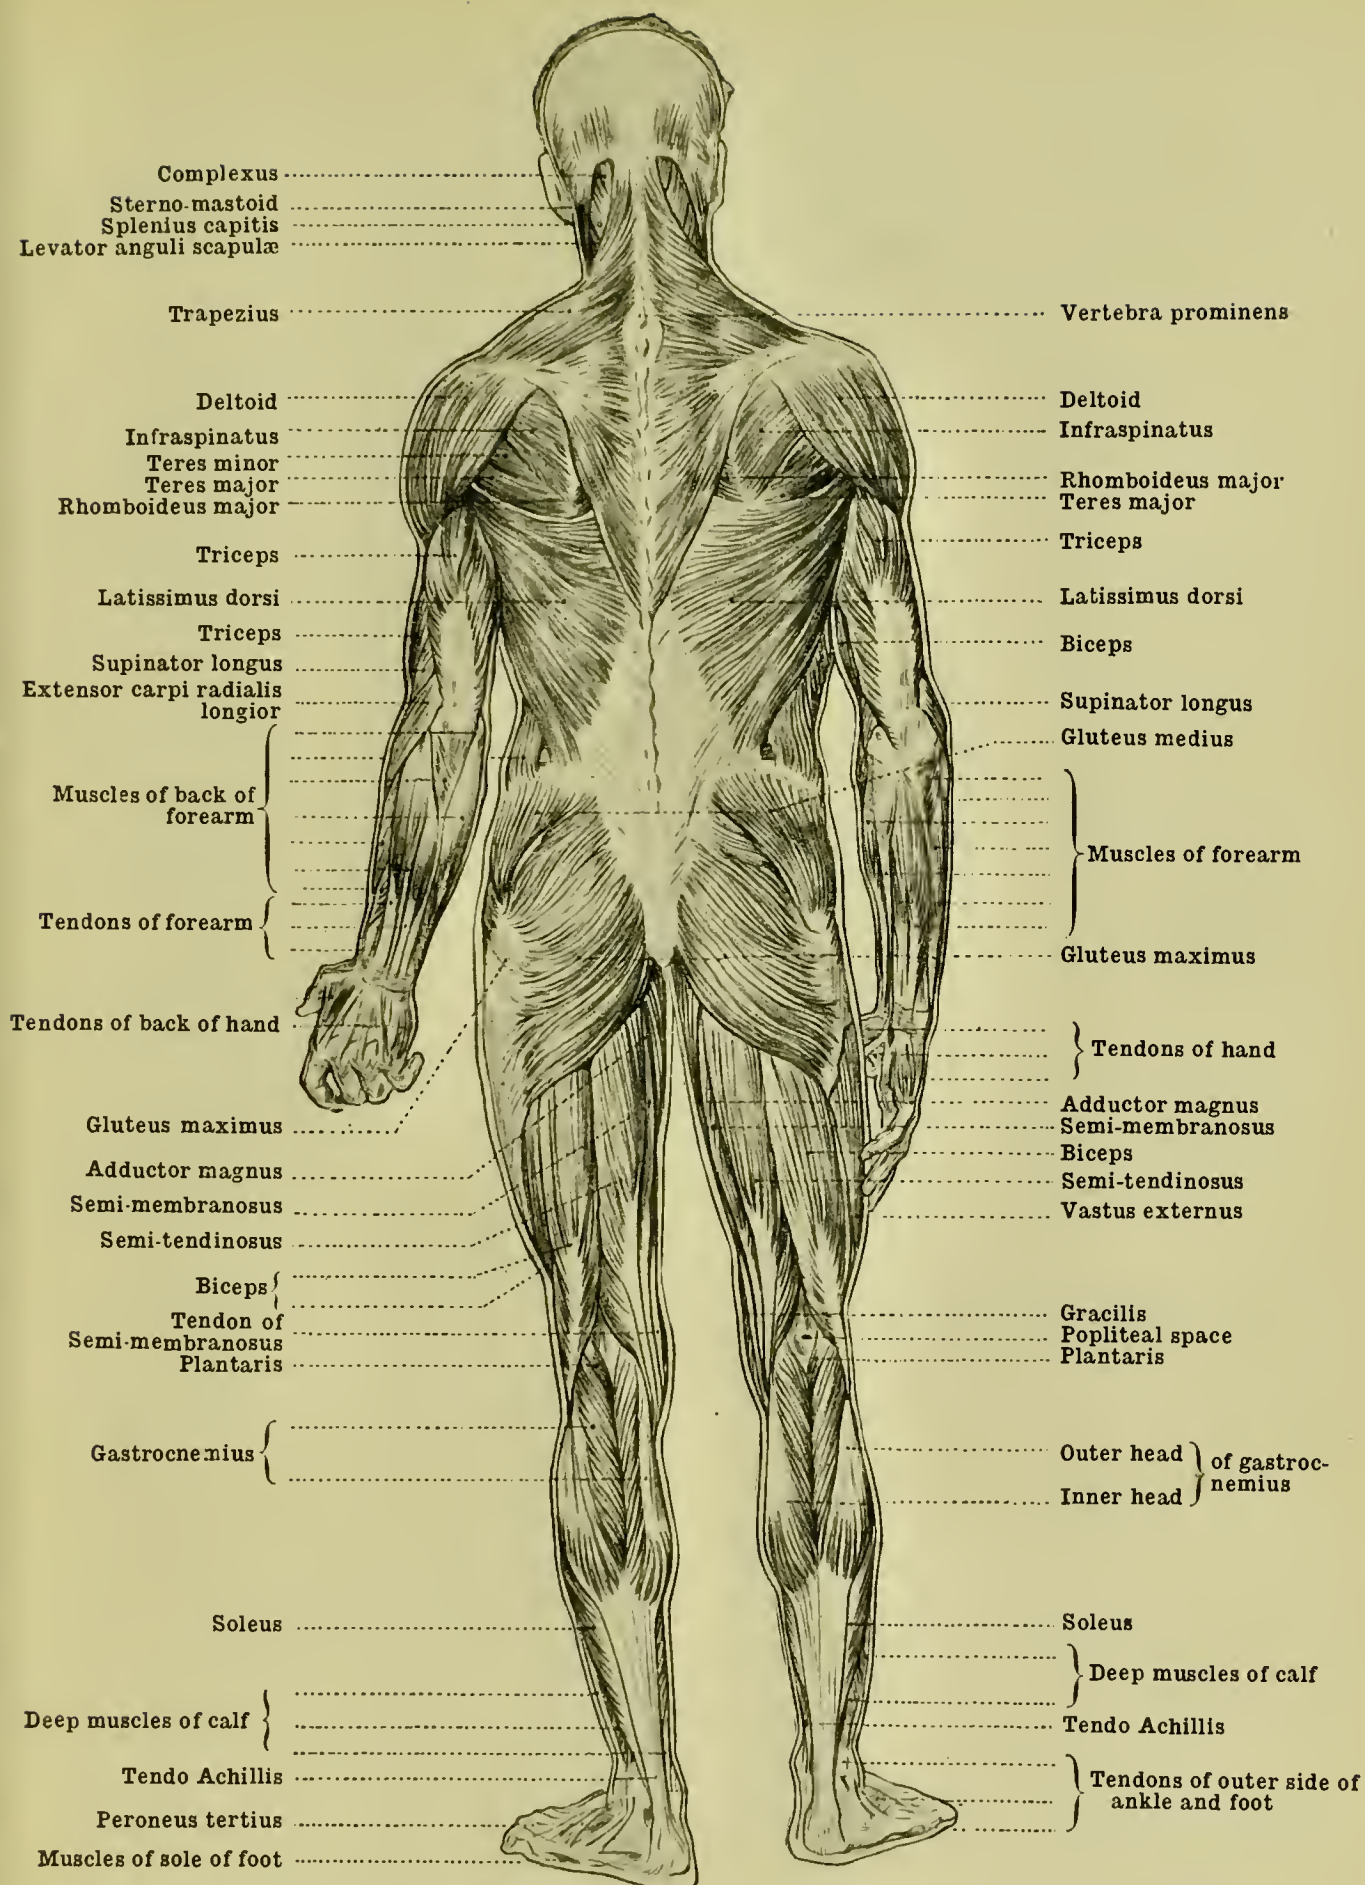 Complexus
Sterno-mastoid
Splenius capitis
Levator anguli scapulæ
Trapezius
Deltoid
Infraspinatus
Teres minor
Teres major
Rhomboideus major
Triceps
Latissimus dorsi
Triceps
Supinator longus
Extensor carpi radialis
longior
Muscles of back of
forearm
Tendons of forearm
Tendons of back of hand
Gluteus maximus
Adductor magnus
Semi-membranosus
Semi-tendinosus
Biceps
Tendon of
Semi-membranosus
Plantaris
Gastrocnemius
Soleus
Deep muscles of calf
Tendo Achillis
Peroneus tertius
Muscles of sole of foot
Vertebra prominens
Deltoid
Infraspinatus
Rhomboideus major
Teres major
Triceps
Latissimus dorsi
Biceps
Supinator longus
Gluteus medius
Muscles of forearm
Gluteus maximus
Tendons of hand
Adductor magnus
Semi-membranosus
Biceps
Semi-tendinosus
Vastus externus
Gracilis
Popliteal space
Plantaris
Outer head
Inner head
of gastroc-
nemius
Soleus
Deep muscles of calf
Tendo Achillis
Tendons of outer side of
ankle and foot